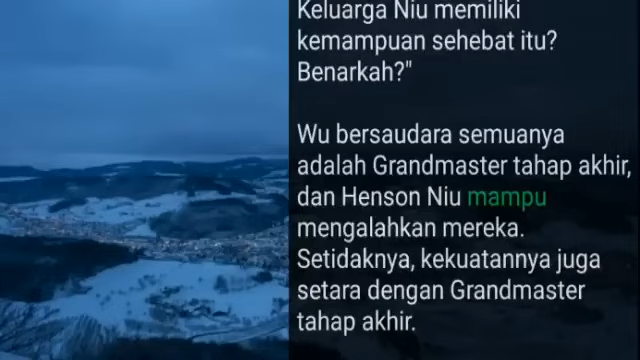 Keluarga Niu memiliki
kemampuan sehebat itu?
Benarkah?"
Wu bersaudara semuanya
adalah Grandmaster tahap akhir,
dan Henson Niu mampu
mengalahkan mereka.
Setidaknya, kekuatannya juga
setara dengan Grandmaster
tahap akhir.